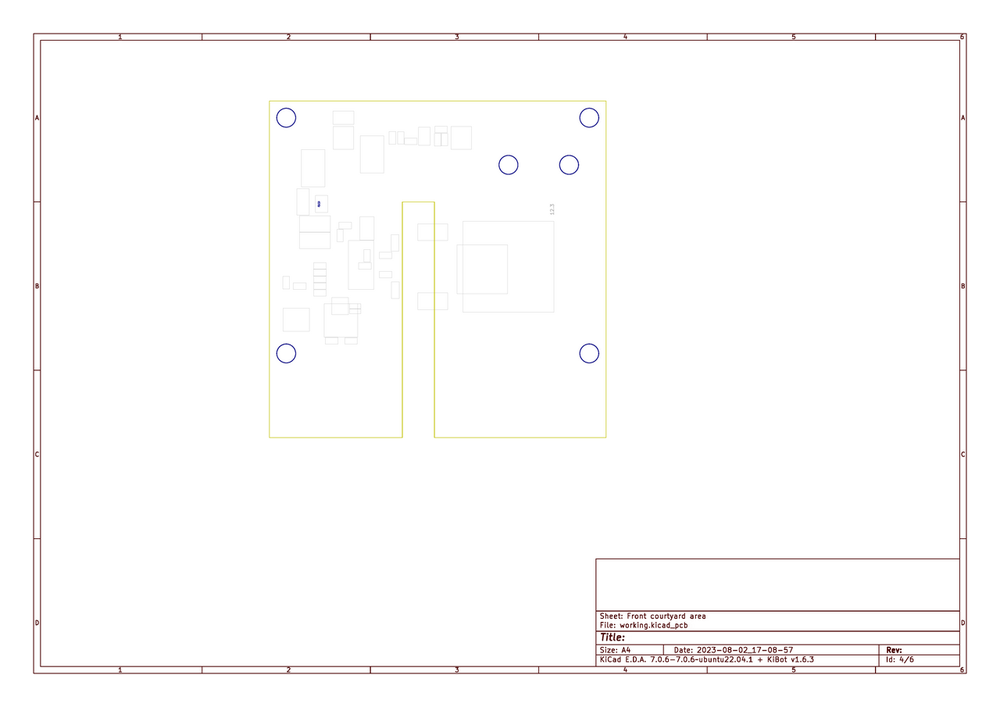 1 2 3 4 5 6
A A
12.5
B B
C C
D D
Sheet: Front courtyard area
File: working.kicad_pcb
Title:
Size: A4 Date: 2023-08-02_17-08-57 Rev:
KiCad E.D.A. 7.0.6-7.0.6~ubuntu22.04.1 + KiBot v1.6.3 Id: 4/6
1 2 3 4 5 6